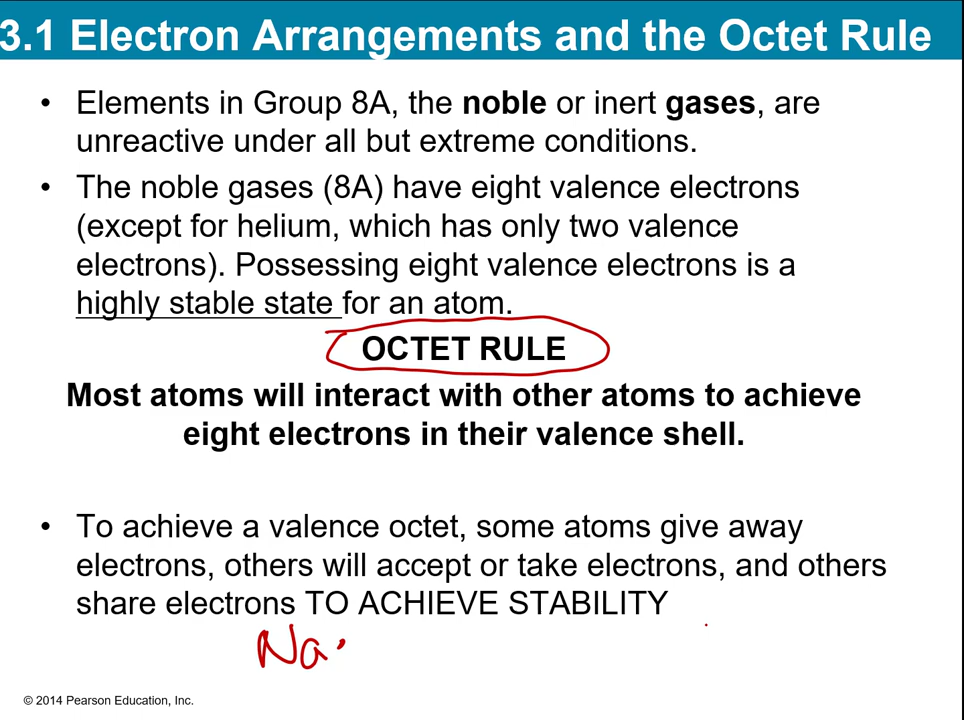 3.1 Electron Arrangements and the Octet Rule
• Elements in Group 8A, the noble or inert gases, are
unreactive under all but extreme conditions.
• The noble gases (8A) have eight valence electrons
(except for helium, which has only two valence
electrons). Possessing eight valence electrons is a
highly stable state for an atom.
OCTET RULE
Most atoms will interact with other atoms to achieve
eight electrons in their valence shell.
• To achieve a valence octet, some atoms give away
electrons, others will accept or take electrons, and others
share electrons TO ACHIEVE STABILITY
Na·
© 2014 Pearson Education, Inc.